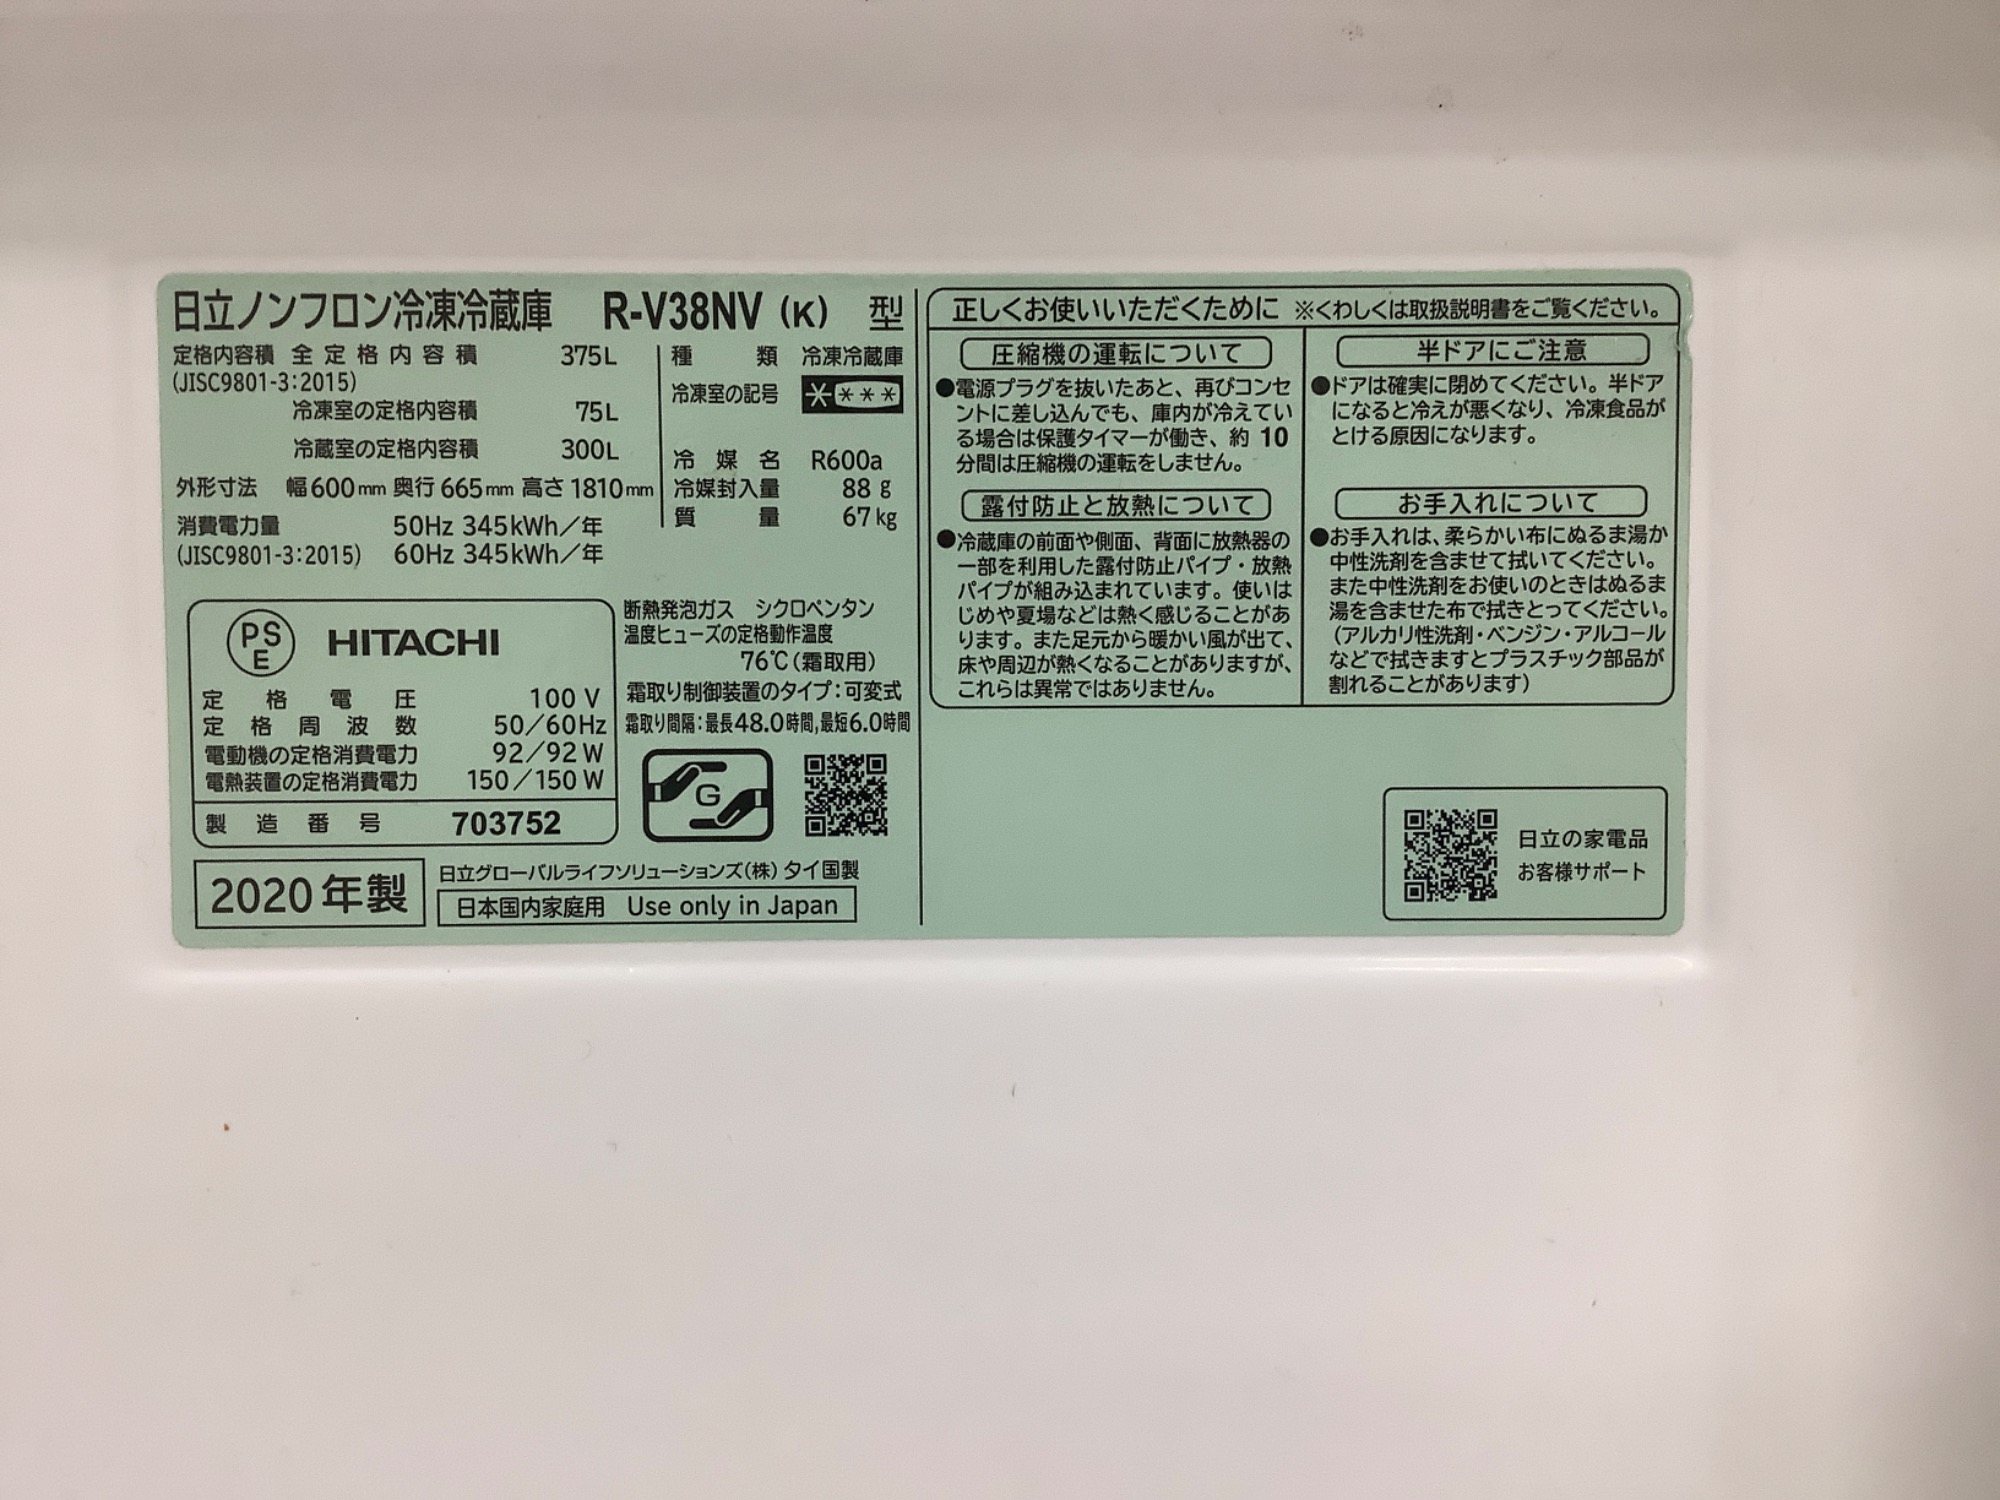 日立ノンフロン冷凍冷蔵庫 R-V38NV (K) 型
定格内容積 全定格内容積 375L
(JISC9801-3:2015)
冷凍室の定格内容積 75L
冷蔵室の定格内容積 300L
外形寸法 幅600mm 奥行665mm 高さ1810mm
消費電力量 50Hz 345kWh/年
(JISC9801-3:2015) 60Hz 345kWh/年
種類 冷凍冷蔵庫
冷凍室の記号 ****
冷媒名 R600a
冷媒封入量 88g
質量 67kg
PSE HITACHI
定格電圧 100V
定格周波数 50/60Hz
電動機の定格消費電力 92/92W
電熱装置の定格消費電力 150/150W
製造番号 703752
断熱発泡ガス シクロペンタン
温度ヒューズの定格動作温度
76℃(霜取用)
霜取り制御装置のタイプ:可変式
霜取り間隔:最長48.0時間,最短6.0時間
G
2020年製
日立グローバルライフソリューションズ(株) タイ国製
日本国内家庭用 Use only in Japan
正しくお使いいただくために ※くわしくは取扱説明書をご覧ください。
圧縮機の運転について
●電源プラグを抜いたあと、再びコンセ
ントに差し込んでも、庫内が冷えてい
る場合は保護タイマーが働き、約10
分間は圧縮機の運転をしません。
露付防止と放熱について
●冷蔵庫の前面や側面、背面に放熱器の
一部を利用した露付防止パイプ・放熱
パイプが組み込まれています。使いは
じめや夏場などは熱く感じることがあ
ります。また足元から暖かい風が出て、
床や周辺が熱くなることがありますが、
これらは異常ではありません。
半ドアにご注意
●ドアは確実に閉めてください。半ドア
になると冷えが悪くなり、冷凍食品が
とける原因になります。
お手入れについて
●お手入れは、柔らかい布にぬるま湯か
中性洗剤を含ませて拭いてください。
また中性洗剤をお使いのときはぬるま
湯を含ませた布で拭きとってください。
(アルカリ性洗剤・ベンジン・アルコール
などで拭きますとプラスチック部品が
割れることがあります)
日立の家電品
お客様サポート